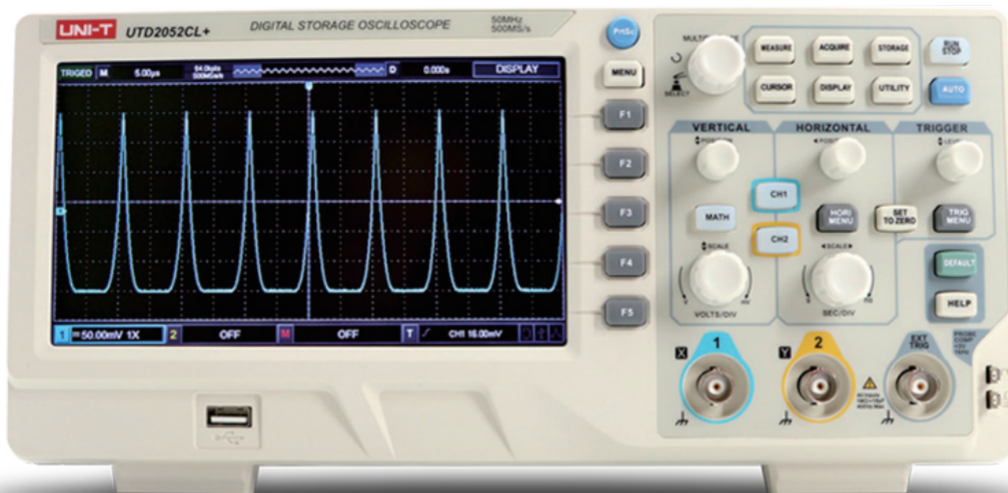 UNI-T UTD2052CL+ DIGITAL STORAGE OSCILLOSCOPE 50MHz
500MS/s
PrtSc
TRIGED M 5.00μs 64.0kpts
500MS/s
D 0.000s DISPLAY
MENU
F1
F2
F3
F4
F5
1 50.00mV 1X 2 OFF M OFF T CH1 16.00mV
SELECT
MEASURE ACQUIRE STORAGE
CURSOR DISPLAY UTILITY
RUN
STOP
AUTO
VERTICAL HORIZONTAL TRIGGER
LEVEL
CH1
MATH
HORI
MENU
SET
TO ZERO
TRIG
MENU
CH2
SCALE
SCALE
DEFAULT
HELP
VOLTS/DIV SEC/DIV
X 1
Y 2
EXT
TRIG